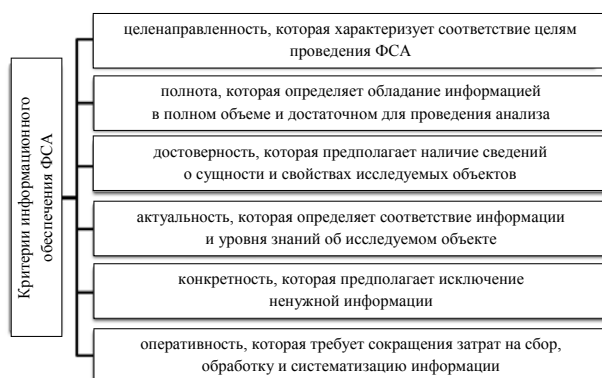 Критерии информационного
обеспечения ФСА
целенаправленность, которая характеризует соответствие целям
проведения ФСА
полнота, которая определяет обладание информацией
в полном объеме и достаточном для проведения анализа
достоверность, которая предполагает наличие сведений
о сущности и свойствах исследуемых объектов
актуальность, которая определяет соответствие информации
и уровня знаний об исследуемом объекте
конкретность, которая предполагает исключение
ненужной информации
оперативность, которая требует сокращения затрат на сбор,
обработку и систематизацию информации